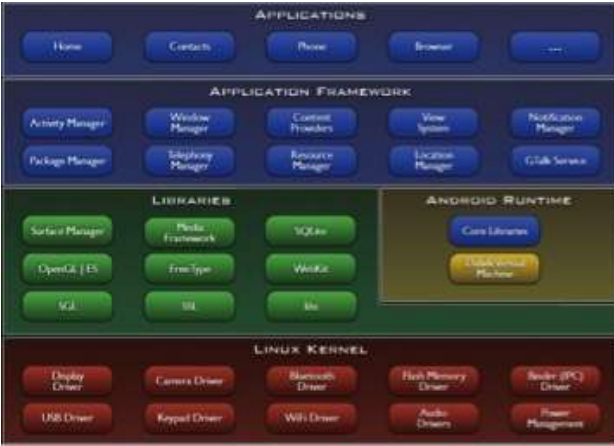 APPLICATIONS
Home
Contacts
Phone
Browser
...
APPLICATION FRAMEWORK
Activity Manager
Window
Manager
Content
Providers
View
System
Notification
Manager
Package Manager
Telephony
Manager
Resource
Manager
Location
Manager
GTalk Service
LIBRARIES
Surface Manager
Media
Framework
SQLite
OpenGL | ES
FreeType
WebKit
SGL
SSL
libc
ANDROID RUNTIME
Core Libraries
Dalvik Virtual
Machine
LINUX KERNEL
Display
Driver
Camera Driver
Bluetooth
Driver
Flash Memory
Driver
Binder (IPC)
Driver
USB Driver
Keypad Driver
WiFi Driver
Audio
Drivers
Power
Management